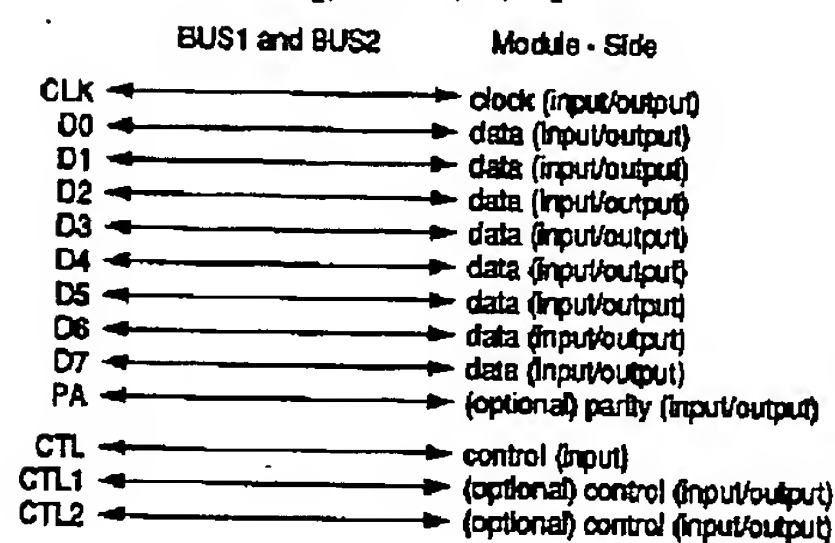 BUS1 and BUS2 Module - Side
CLK clock (input/output)
D0 data (input/output)
D1 data (input/output)
D2 data (input/output)
D3 data (input/output)
D4 data (input/output)
D5 data (input/output)
D6 data (input/output)
D7 data (input/output)
PA (optional) parity (input/output)
CTL control (input)
CTL1 (optional) control (input/output)
CTL2 (optional) control (input/output)